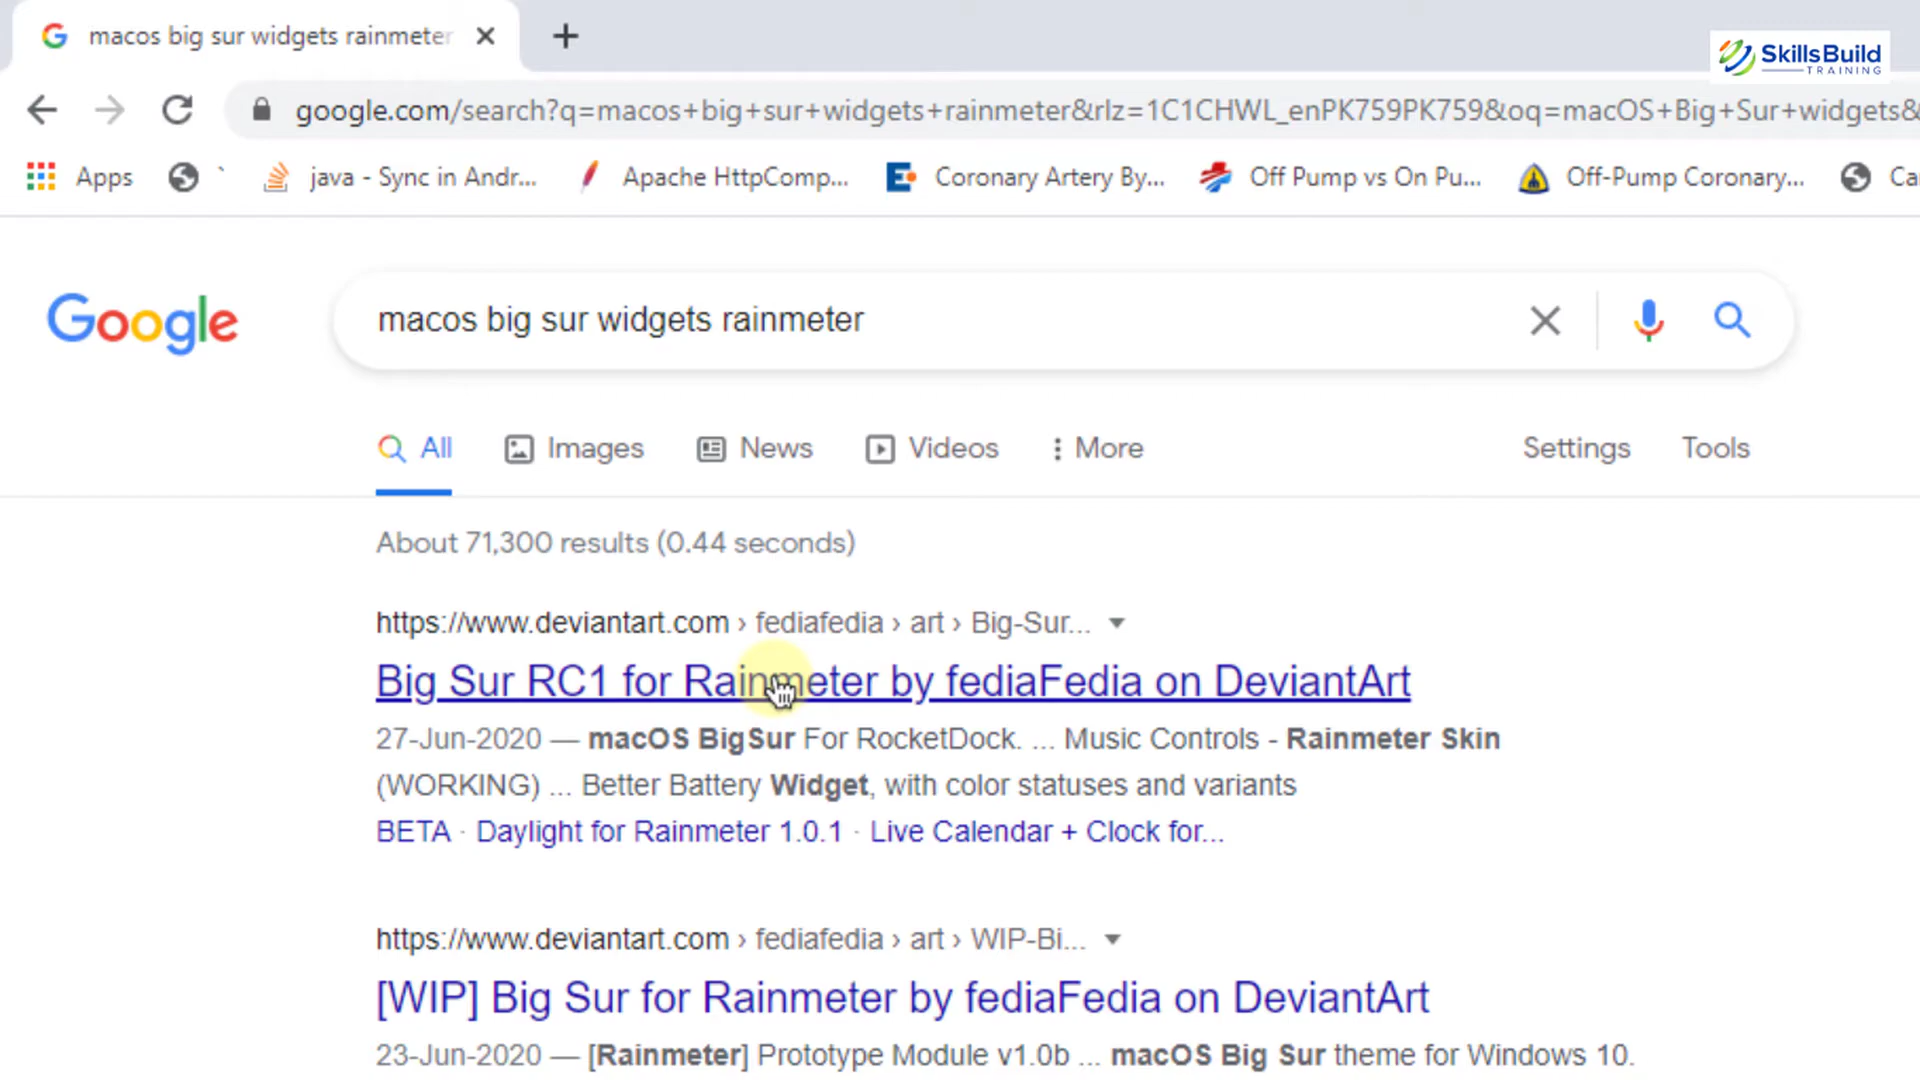 macos big sur widgets rainmeter
SkillsBuild
TRAINING
google.com/search?q=macos+big+sur+widgets+rainmeter&rlz=1C1CHWL_enPK759PK759&oq=macOS+Big+Sur+widgets&
Apps ` java - Sync in Andr... Apache HttpComp... Coronary Artery By... Off Pump vs On Pu... Off-Pump Coronary... Ca
Google macos big sur widgets rainmeter
All Images News Videos More Settings Tools
About 71,300 results (0.44 seconds)
https://www.deviantart.com › fediafedia › art › Big-Sur...
Big Sur RC1 for Rainmeter by fediaFedia on DeviantArt
27-Jun-2020 — macOS BigSur For RocketDock. ... Music Controls - Rainmeter Skin
(WORKING) ... Better Battery Widget, with color statuses and variants
BETA · Daylight for Rainmeter 1.0.1 · Live Calendar + Clock for...
https://www.deviantart.com › fediafedia › art › WIP-Bi...
[WIP] Big Sur for Rainmeter by fediaFedia on DeviantArt
23-Jun-2020 — [Rainmeter] Prototype Module v1.0b ... macOS Big Sur theme for Windows 10.